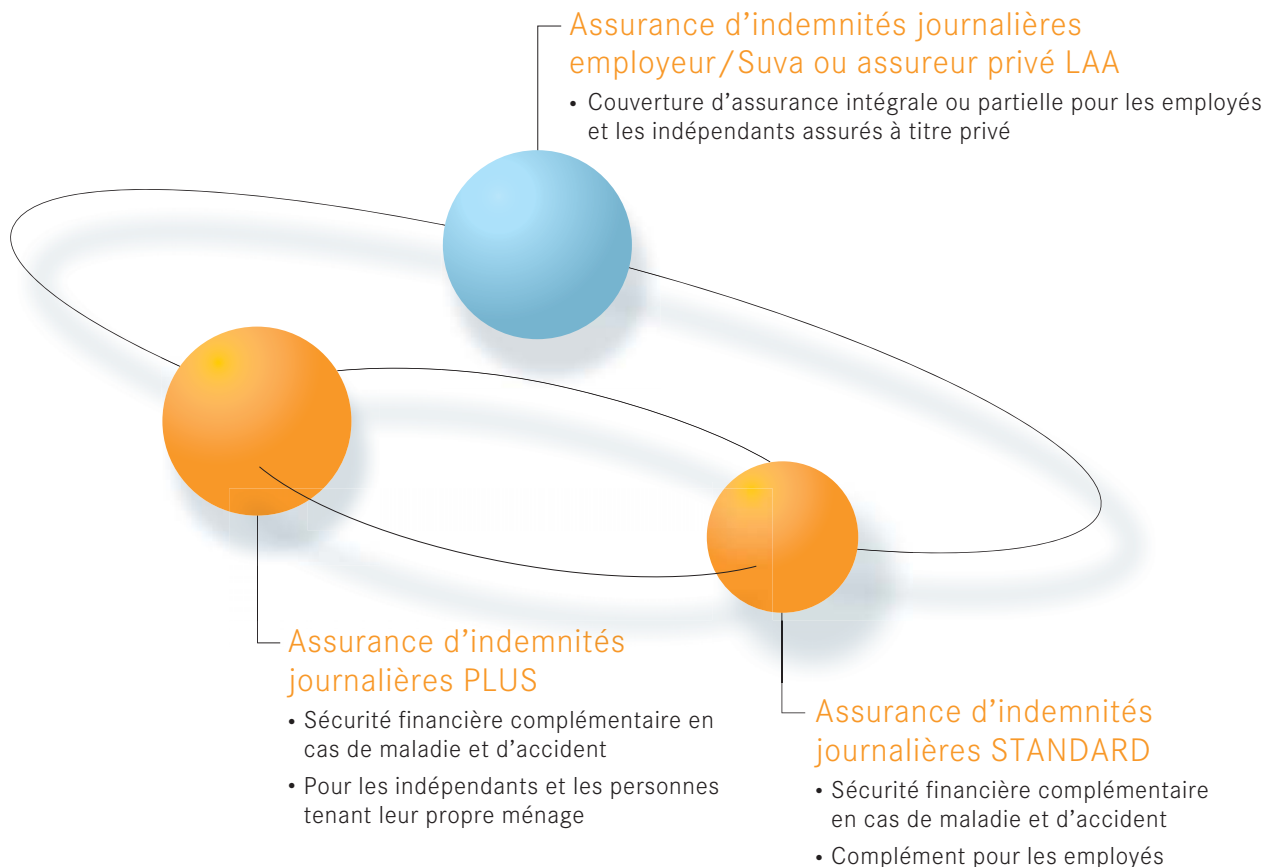 Assurance d’indemnités journalières
employeur/Suva ou assureur privé LAA
• Couverture d’assurance intégrale ou partielle pour les employés
et les indépendants assurés à titre privé
Assurance d’indemnités
journalières PLUS
• Sécurité financière complémentaire en
cas de maladie et d’accident
• Pour les indépendants et les personnes
tenant leur propre ménage
Assurance d’indemnités
journalières STANDARD
• Sécurité financière complémentaire
en cas de maladie et d’accident
• Complément pour les employés